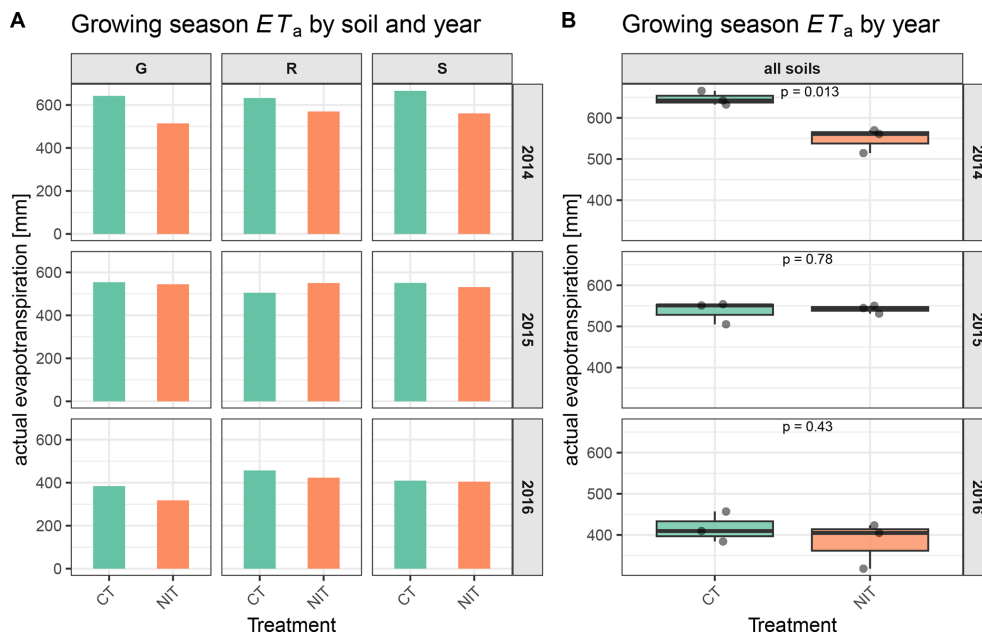 A
Growing season ETa by soil and year
G
R
S
actual evapotranspiration [mm]
600
400
200
0
2014
600
400
200
0
2015
600
400
200
0
2016
CT
NIT
CT
NIT
CT
NIT
Treatment
B
Growing season ETa by year
all soils
actual evapotranspiration [mm]
p = 0.013
600
500
400
2014
p = 0.78
600
500
400
2015
p = 0.43
600
500
400
2016
CT
NIT
Treatment